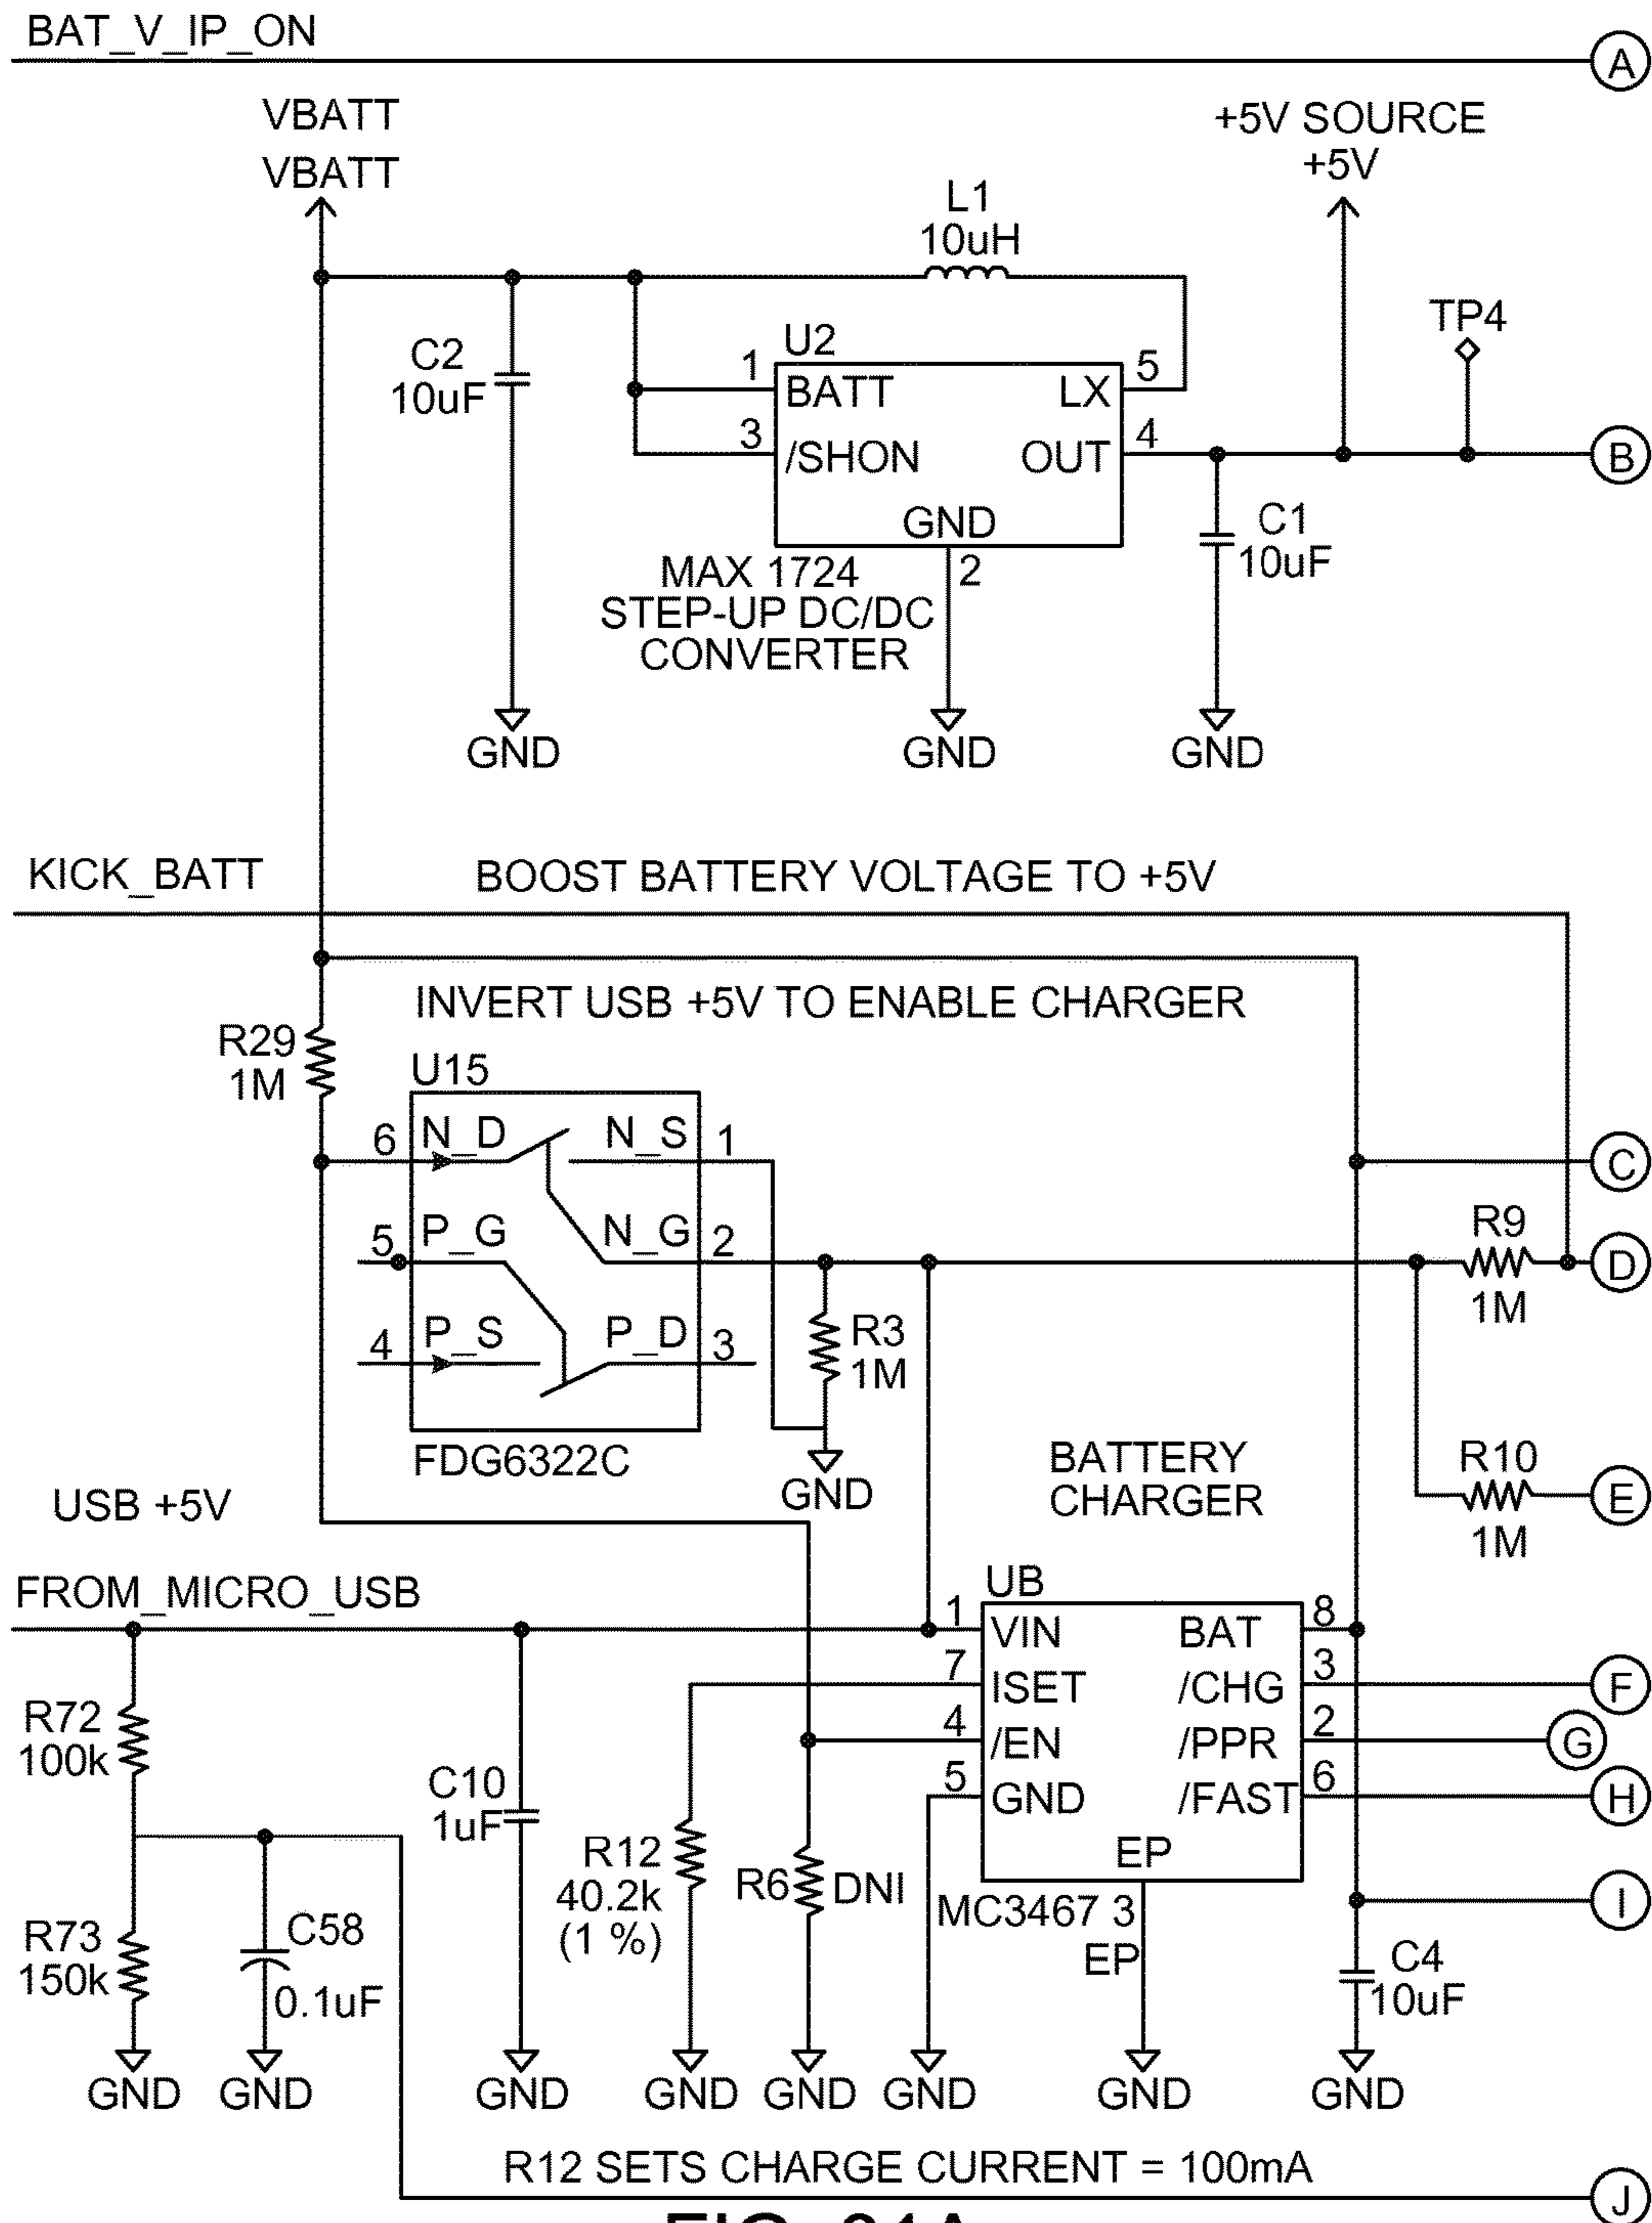 BAT_V_IP_ON
A
VBATT
VBATT
+5V SOURCE
+5V
L1
10uH
TP4
C2
10uF
U2
1
BATT
LX
5
3
/SHON
OUT
4
B
GND
2
C1
10uF
MAX 1724
STEP-UP DC/DC
CONVERTER
GND
GND
GND
KICK_BATT
BOOST BATTERY VOLTAGE TO +5V
INVERT USB +5V TO ENABLE CHARGER
R29
1M
U15
6
N_D
N_S
1
C
5
P_G
N_G
2
R9
1M
D
4
P_S
P_D
3
R3
1M
FDG6322C
GND
BATTERY
CHARGER
R10
1M
E
USB +5V
FROM_MICRO_USB
UB
1
VIN
BAT
8
7
ISET
/CHG
3
F
4
/EN
/PPR
2
G
5
GND
/FAST
6
H
EP
R72
100k
C10
1uF
R12
40.2k
(1 %)
R6
DNI
MC3467 3
EP
I
R73
150k
C58
0.1uF
C4
10uF
GND
GND
GND
GND
GND
GND
GND
GND
R12 SETS CHARGE CURRENT = 100mA
J